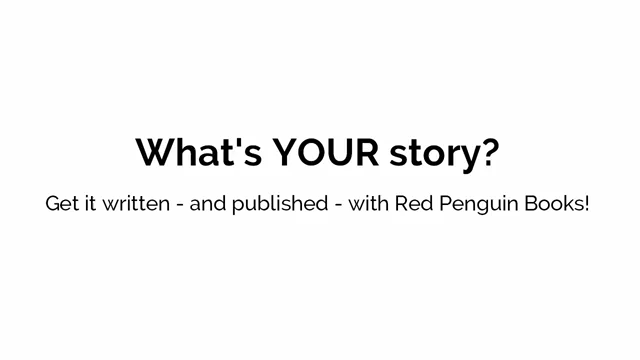 What's YOUR story?
Get it written - and published - with Red Penguin Books!